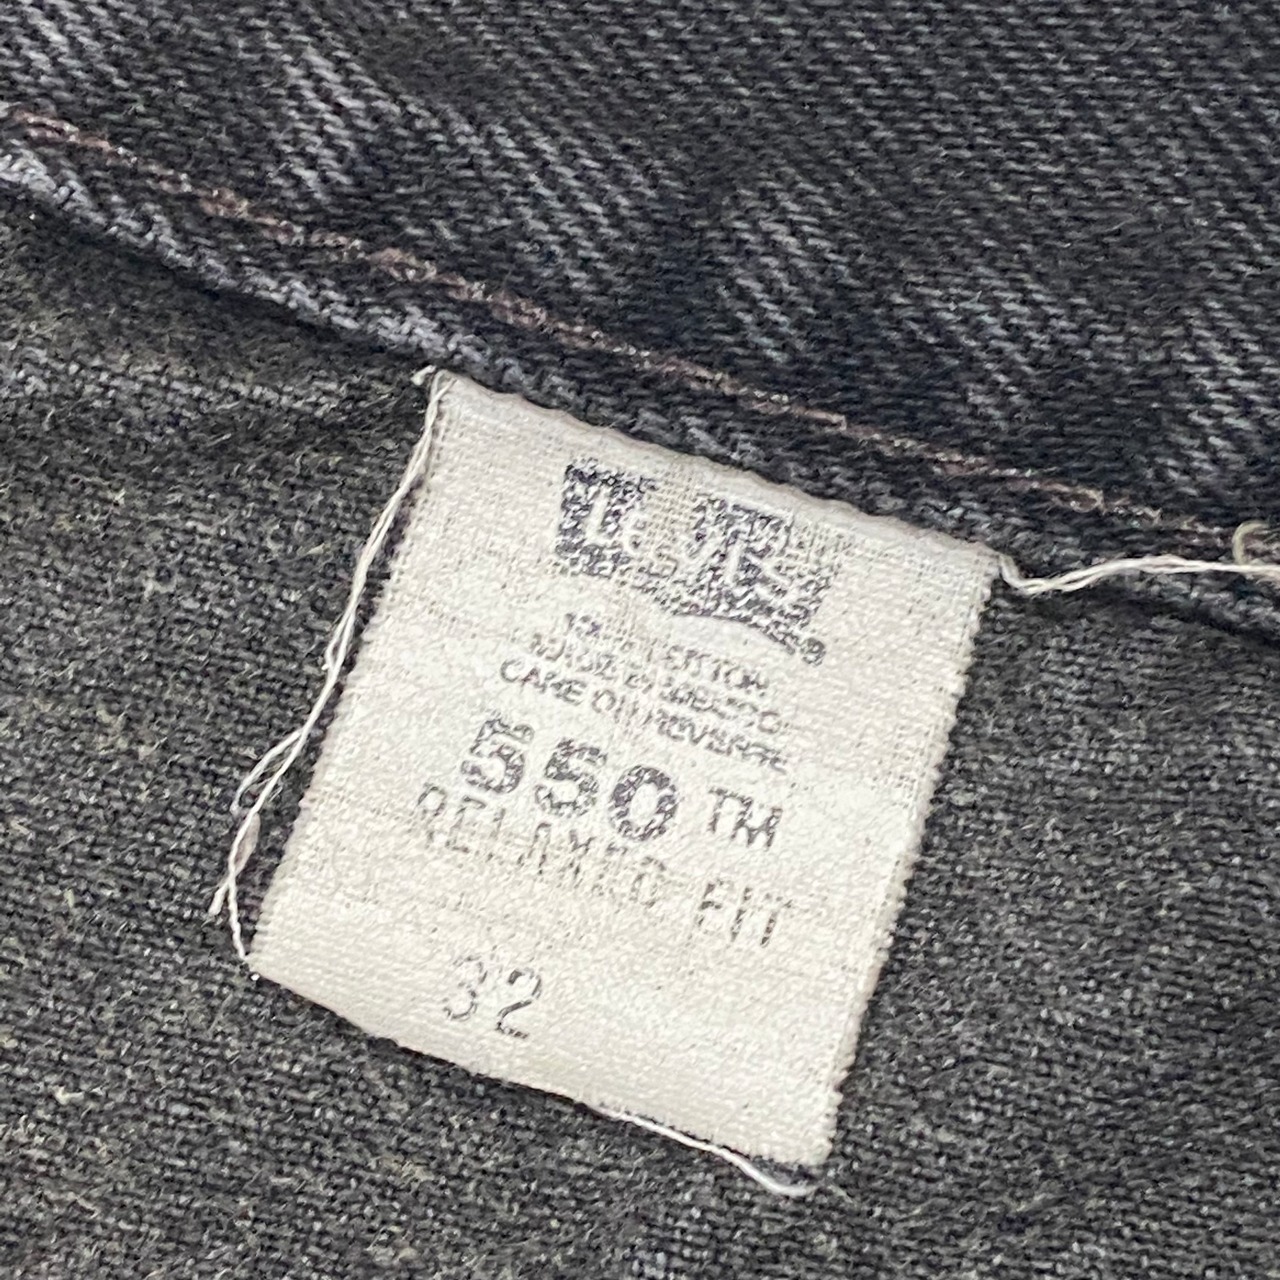 COTTON
MADE IN MEXICO
CARE ON REVERSE
550 TM
RELAXED FIT
32